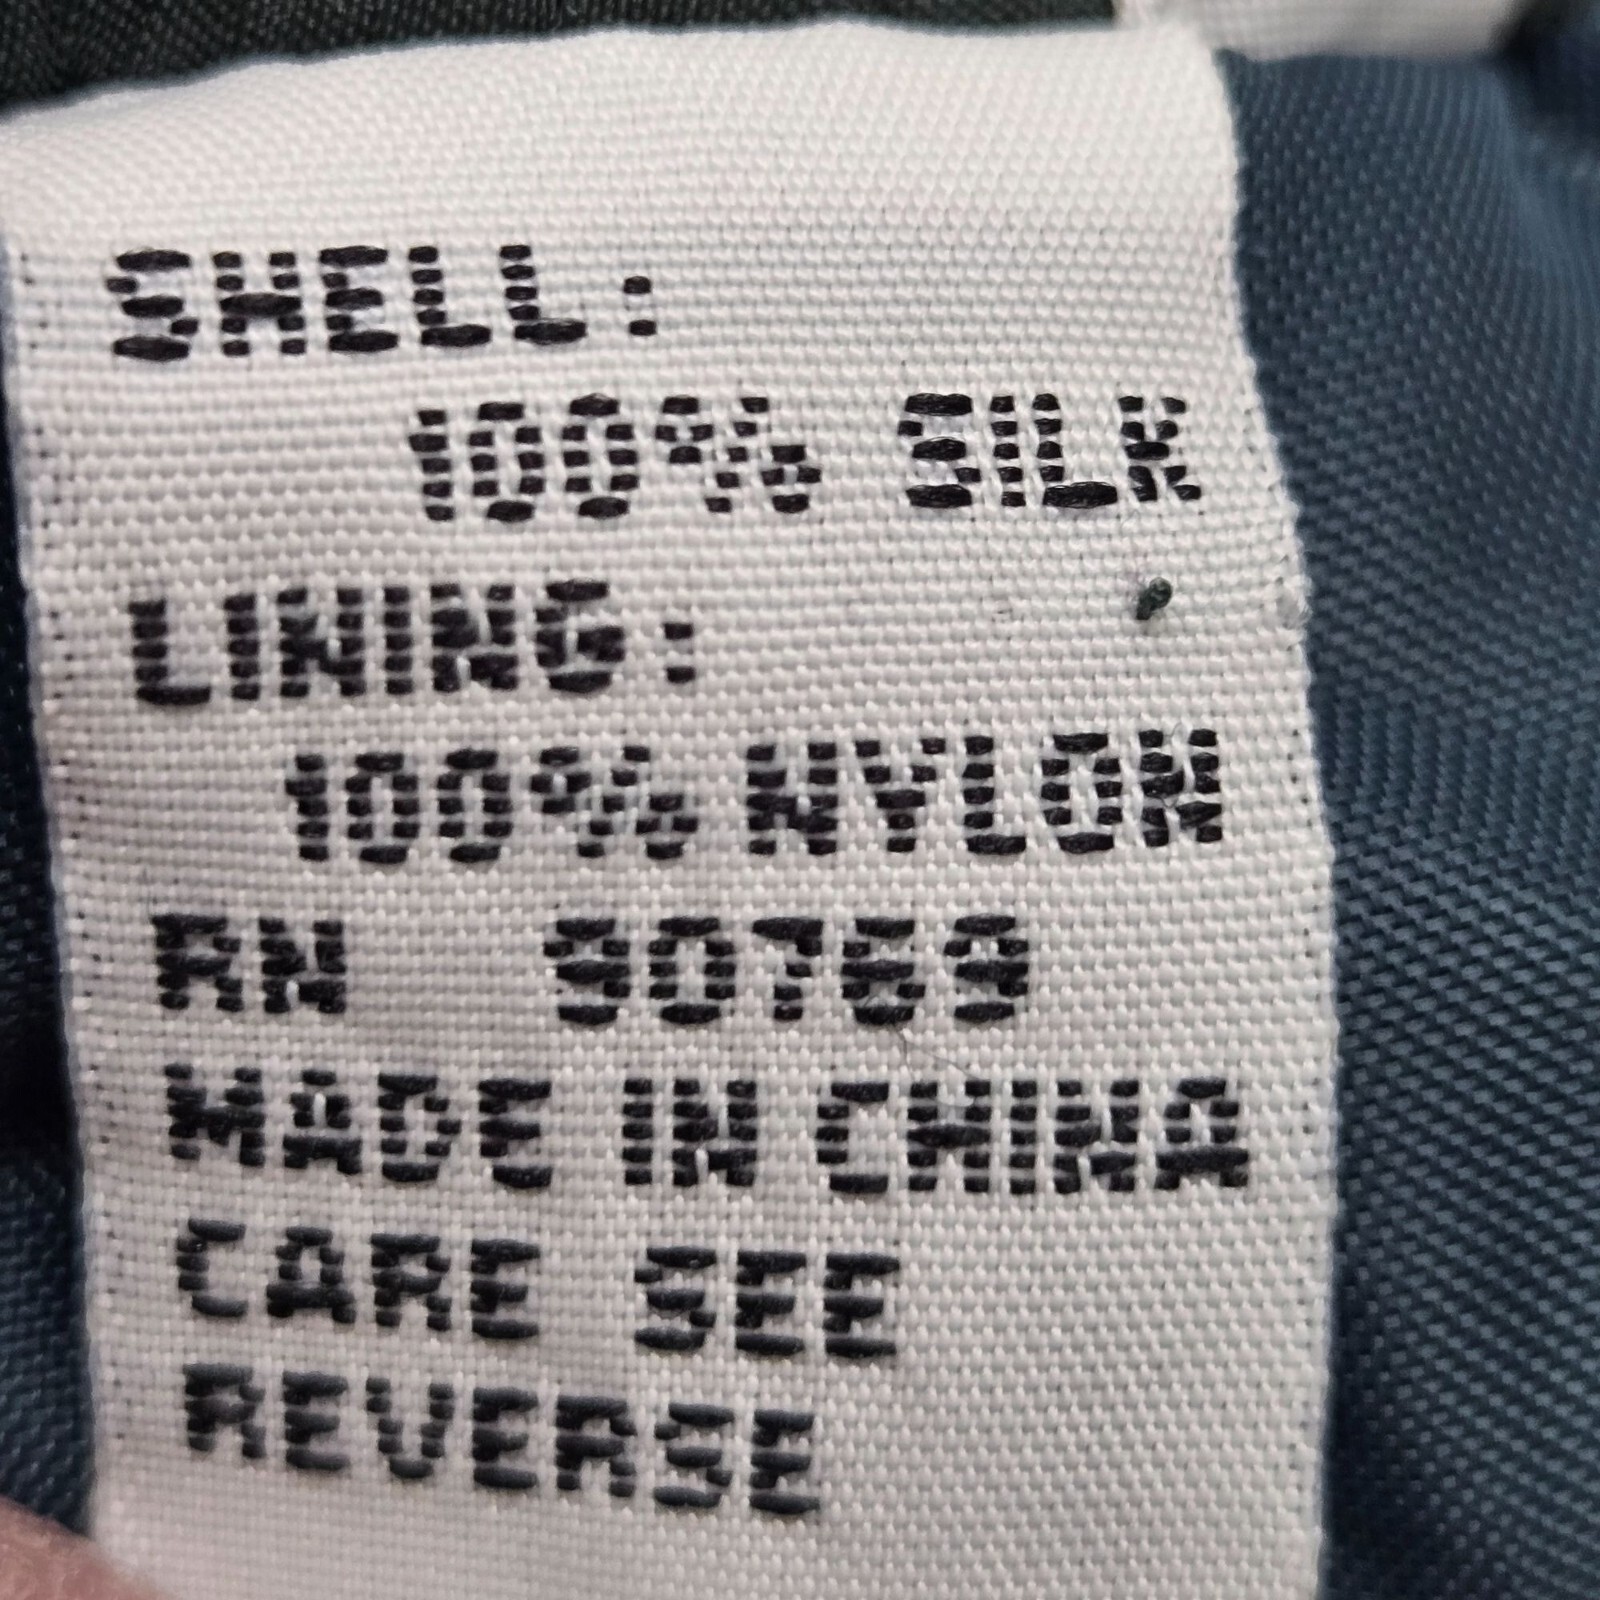 SHELL:
100% SILK
LINING:
100% NYLON
RN 90769
MADE IN CHINA
CARE SEE
REVERSE